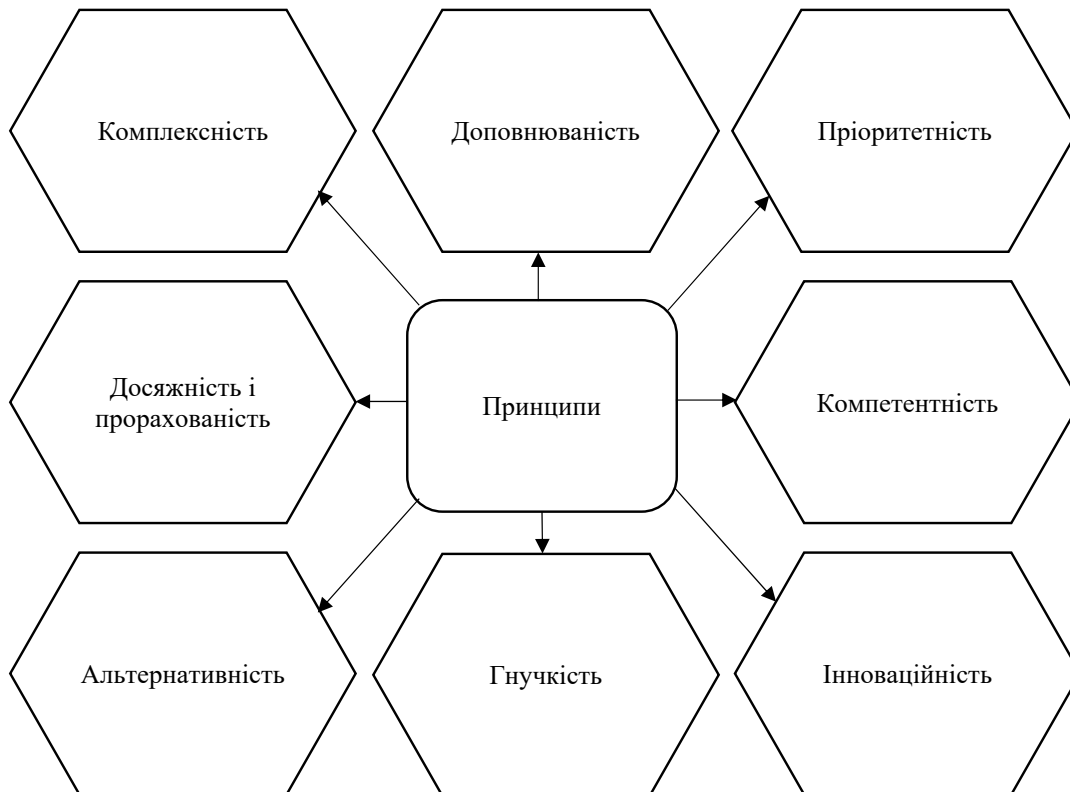 Комплексність
Доповнюваність
Пріоритетність
Досяжність і
прорахованість
Принципи
Компетентність
Альтернативність
Гнучкість
Інноваційність